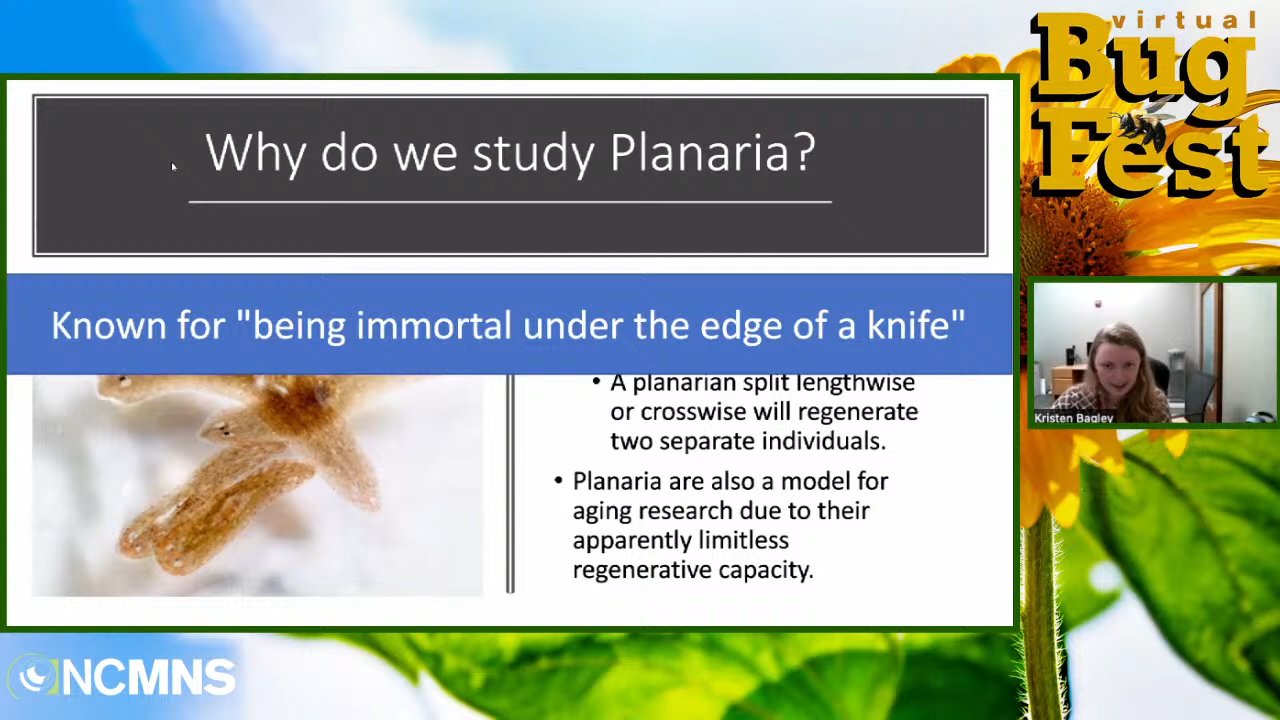 virtual
Bug
Fest
Why do we study Planaria?
Known for "being immortal under the edge of a knife"
• A planarian split lengthwise
or crosswise will regenerate
two separate individuals.
• Planaria are also a model for
aging research due to their
apparently limitless
regenerative capacity.
Kristen Bagley
NCMNS